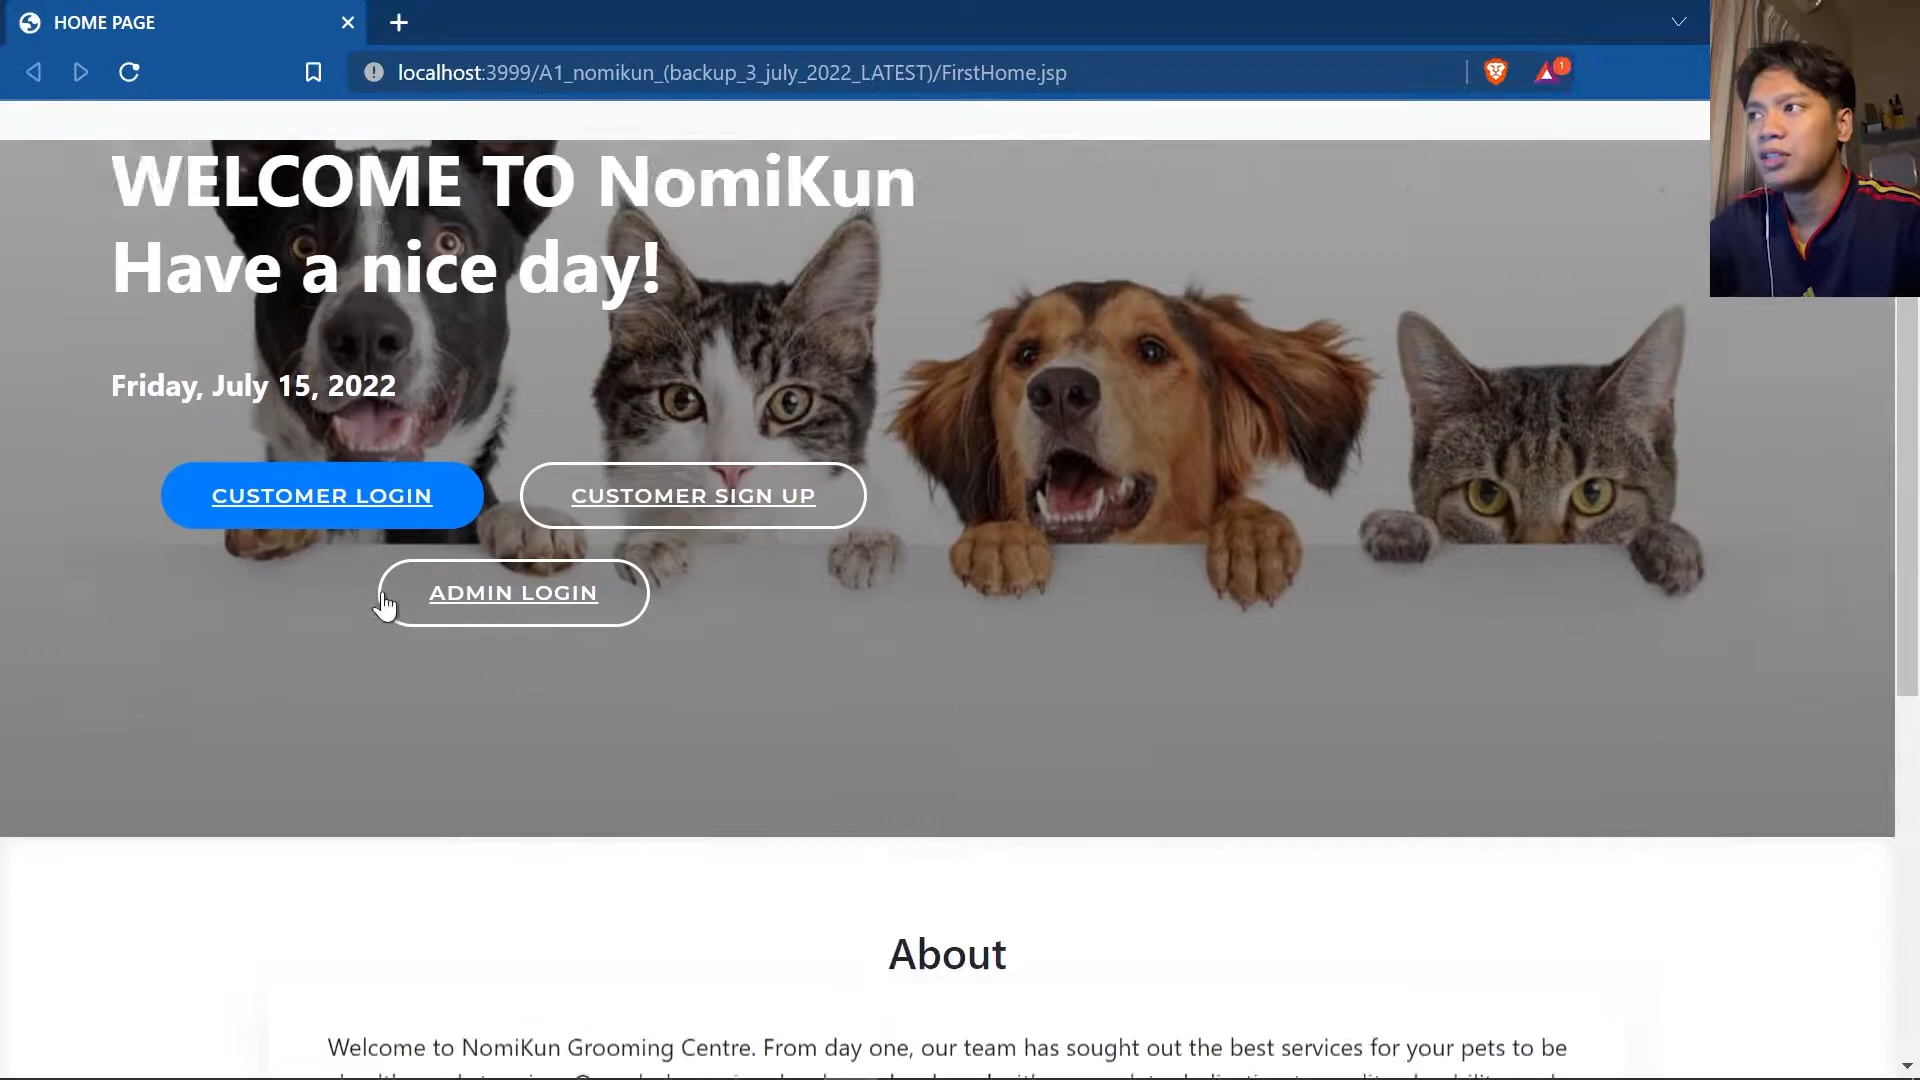 HOME PAGE
localhost:3999/A1_nomikun_(backup_3_july_2022_LATEST)/FirstHome.jsp
1
WELCOME TO NomiKun
Have a nice day!
Friday, July 15, 2022
CUSTOMER LOGIN
CUSTOMER SIGN UP
ADMIN LOGIN
About
Welcome to NomiKun Grooming Centre. From day one, our team has sought out the best services for your pets to be